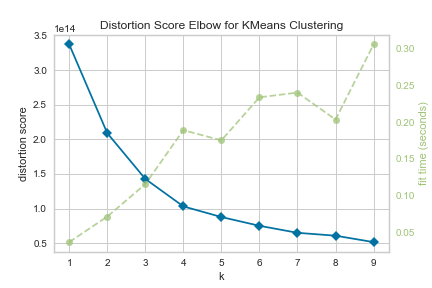 Distortion Score Elbow for KMeans Clustering
1e14
3.5
3.0
2.5
2.0
1.5
1.0
0.5
distortion score
0.30
0.25
0.20
0.15
0.10
0.05
fit time (seconds)
1 2 3 4 5 6 7 8 9
k